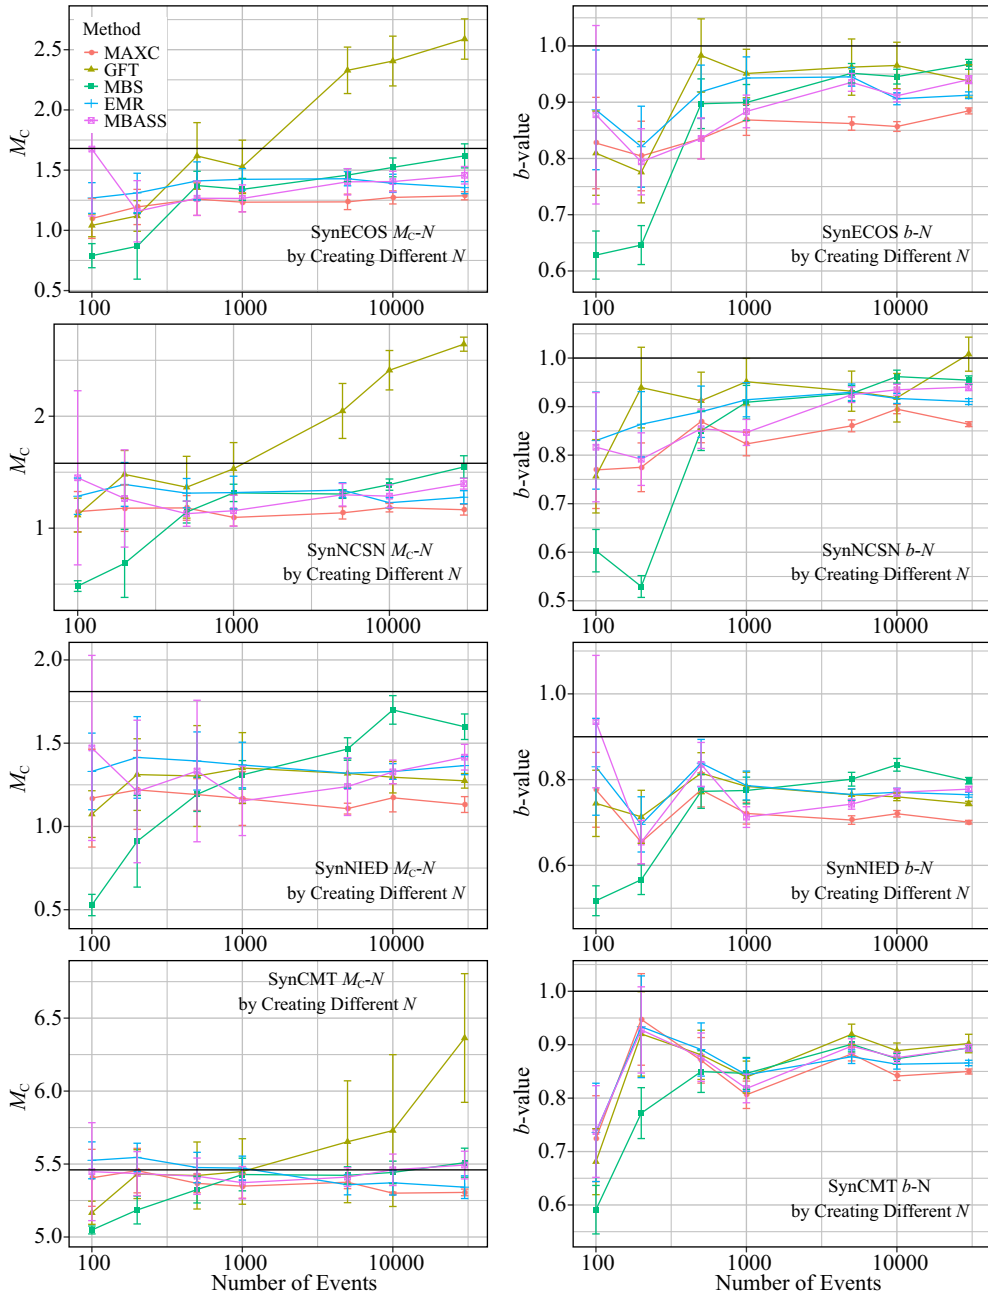 Method
MAXC
GFT
MBS
EMR
MBASS
2.5
2.0
1.5
1.0
0.5
M_C
100
1000
10000
SynECOS M_C-N
by Creating Different N
1.0
0.9
0.8
0.7
0.6
b-value
100
1000
10000
SynECOS b-N
by Creating Different N
2
1
M_C
100
1000
10000
SynNCSN M_C-N
by Creating Different N
1.0
0.9
0.8
0.7
0.6
0.5
b-value
100
1000
10000
SynNCSN b-N
by Creating Different N
2.0
1.5
1.0
0.5
M_C
100
1000
10000
SynNIED M_C-N
by Creating Different N
1.0
0.8
0.6
b-value
100
1000
10000
SynNIED b-N
by Creating Different N
SynCMT M_C-N
by Creating Different N
6.5
6.0
5.5
5.0
M_C
100
1000
10000
Number of Events
1.0
0.9
0.8
0.7
0.6
b-value
SynCMT b-N
by Creating Different N
100
1000
10000
Number of Events